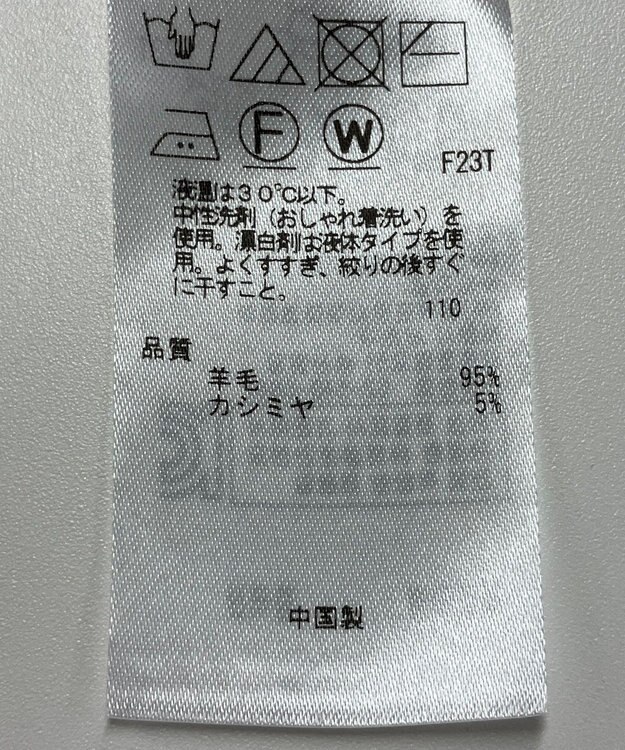 F W
F23T
液温は30℃以下。
中性洗剤（おしゃれ着洗い）を
使用。漂白剤は液体タイプを使
用。よくすすぎ、絞りの後すぐ
に干すこと。
110
品質
羊毛 95%
カシミヤ 5%
中国製